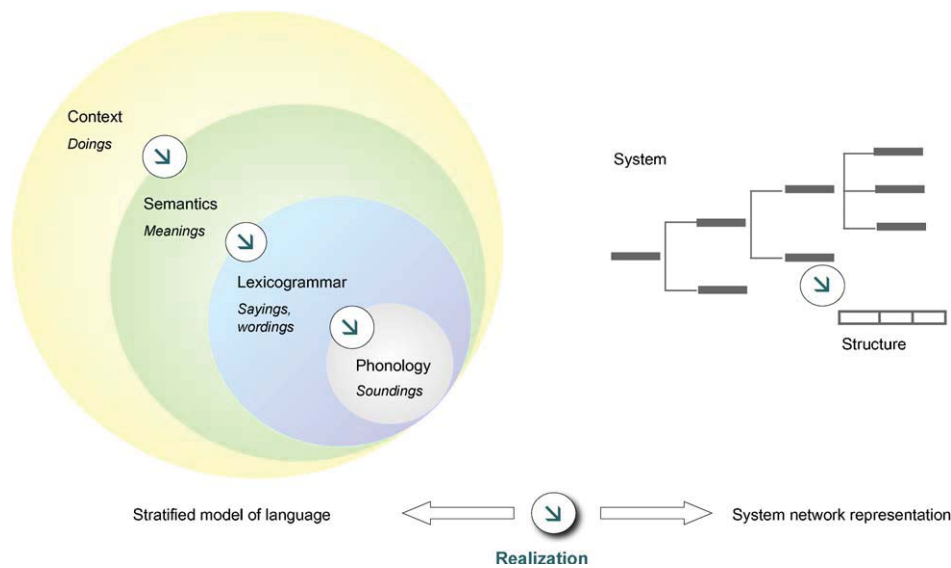 Context
Doings
Semantics
Meanings
Lexicogrammar
Sayings,
wordings
Phonology
Soundings
System
Structure
Stratified model of language
System network representation
Realization